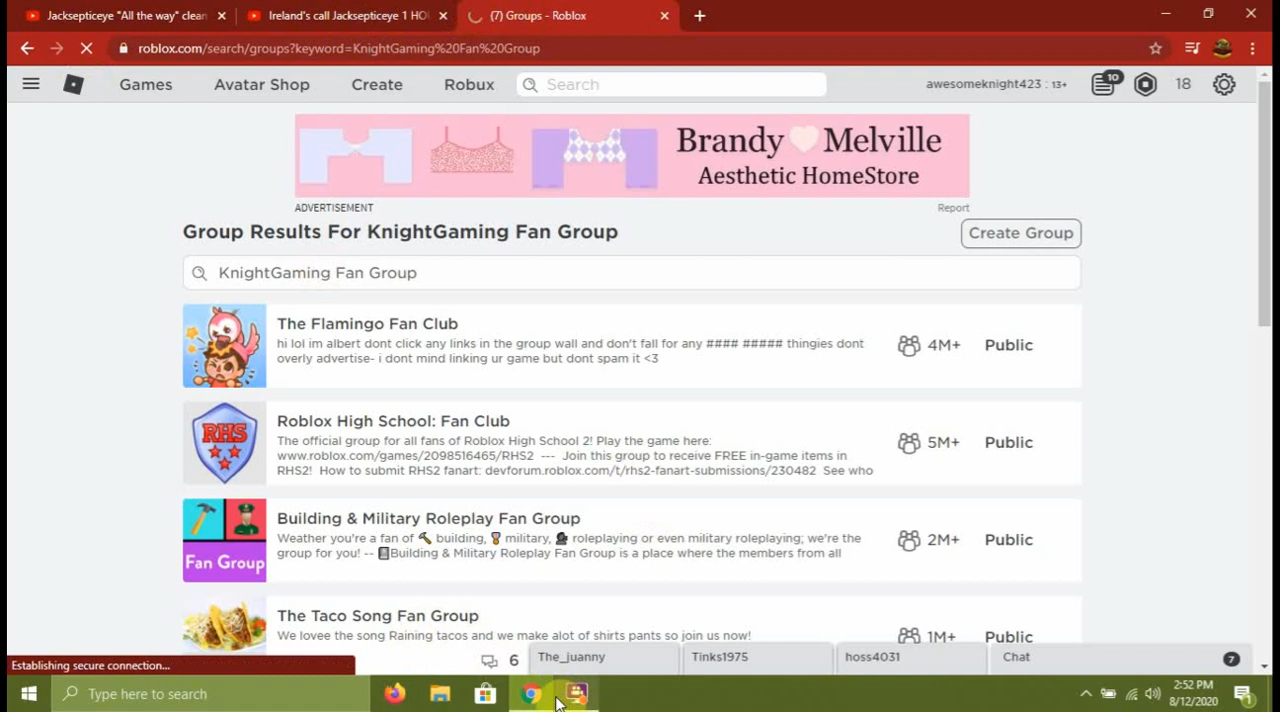 Jacksepticeye "All the way" clean
Ireland's call Jacksepticeye 1 HO
(7) Groups - Roblox
roblox.com/search/groups?keyword=KnightGaming%20Fan%20Group
Games
Avatar Shop
Create
Robux
Search
awesomeknight423 : 13+
10
18
Brandy Melville
Aesthetic HomeStore
ADVERTISEMENT
Report
Group Results For KnightGaming Fan Group
Create Group
KnightGaming Fan Group
The Flamingo Fan Club
hi lol im albert dont click any links in the group wall and don't fall for any #### ##### thingies dont
overly advertise- i dont mind linking ur game but dont spam it <3
4M+
Public
RHS
Roblox High School: Fan Club
The official group for all fans of Roblox High School 2! Play the game here:
www.roblox.com/games/2098516465/RHS2 --- Join this group to receive FREE in-game items in
RHS2! How to submit RHS2 fanart: devforum.roblox.com/t/rhs2-fanart-submissions/230482 See who
5M+
Public
Fan Group
Building & Military Roleplay Fan Group
Weather you're a fan of 🔨 building, 🎖 military, roleplaying or even military roleplaying; we're the
group for you! -- Building & Military Roleplay Fan Group is a place where the members from all
2M+
Public
The Taco Song Fan Group
We lovee the song Raining tacos and we make alot of shirts pants so join us now!
1M+
Public
Establishing secure connection...
6
The_juanny
Tinks1975
hoss4031
Chat
7
Type here to search
2:52 PM
8/12/2020
1